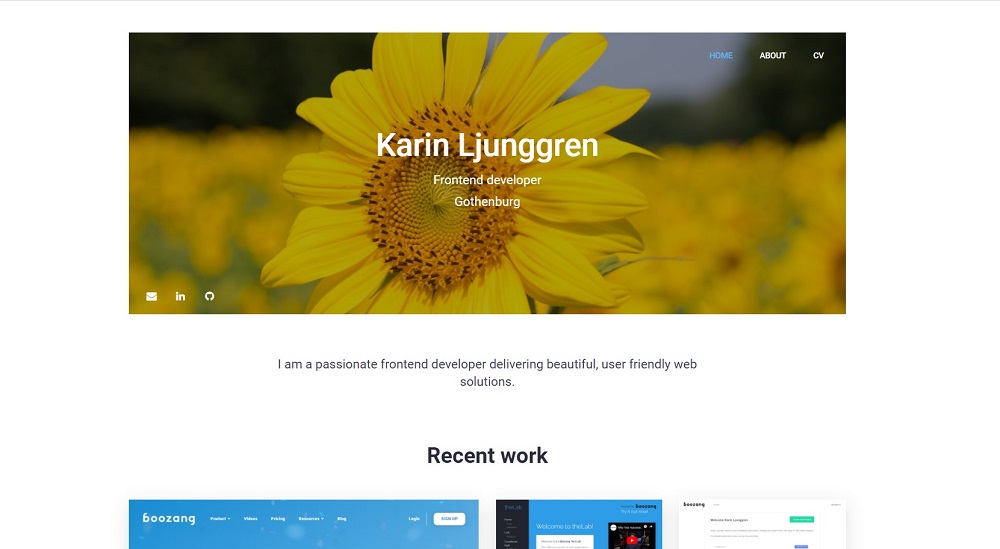 HOME ABOUT CV
Karin Ljunggren
Frontend developer
Gothenburg
I am a passionate frontend developer delivering beautiful, user friendly web
solutions.
Recent work
boozang Product Videos Pricing Resources Blog Login SIGN UP
theLab
boozang
Welcome to theLab!
boozang
Welcome Karin Ljunggren